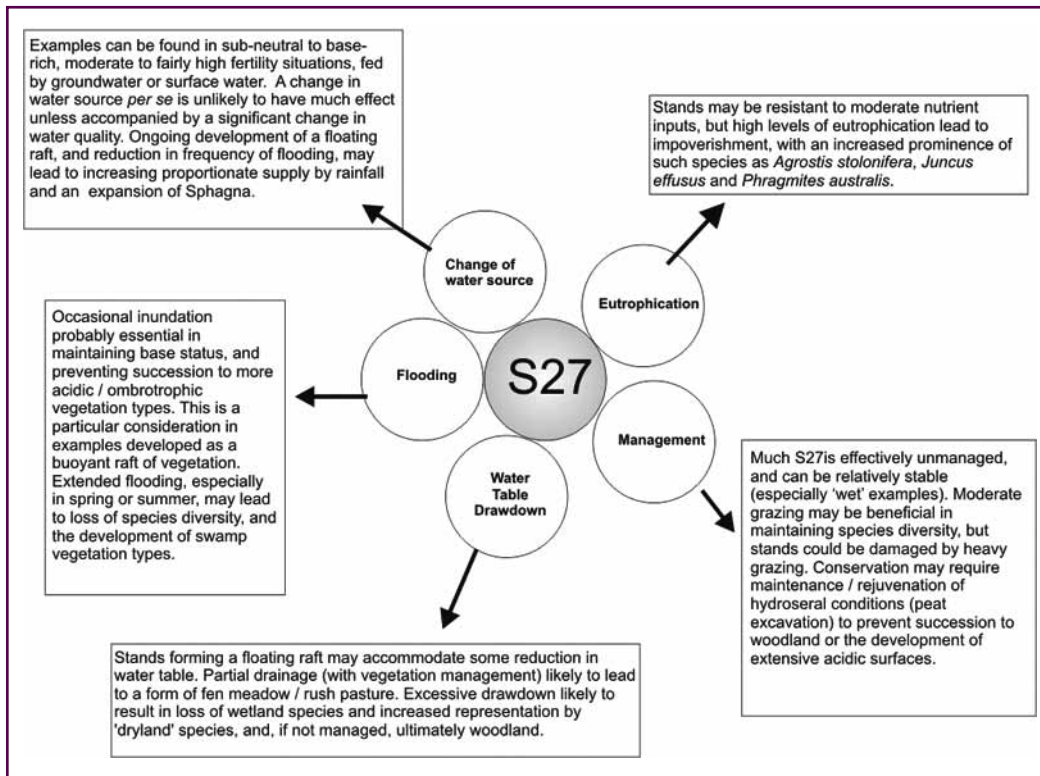 Examples can be found in sub-neutral to base-
rich, moderate to fairly high fertility situations, fed
by groundwater or surface water.  A change in
water source per se is unlikely to have much effect
unless accompanied by a significant change in
water quality. Ongoing development of a floating
raft, and reduction in frequency of flooding, may
lead to increasing proportionate supply by rainfall
and an  expansion of Sphagna.
Stands may be resistant to moderate nutrient
inputs, but high levels of eutrophication lead to
impoverishment, with an increased prominence of
such species as Agrostis stolonifera, Juncus
effusus and Phragmites australis.
Change of
water source
Eutrophication
Flooding
S27
Management
Water
Table
Drawdown
Occasional inundation
probably essential in
maintaining base status, and
preventing succession to more
acidic / ombrotrophic
vegetation types. This is a
particular consideration in
examples developed as a
buoyant raft of vegetation.
Extended flooding, especially
in spring or summer, may lead
to loss of species diversity, and
the development of swamp
vegetation types.
Much S27is effectively unmanaged,
and can be relatively stable
(especially ‘wet’ examples). Moderate
grazing may be beneficial in
maintaining species diversity, but
stands could be damaged by heavy
grazing. Conservation may require
maintenance / rejuvenation of
hydroseral conditions (peat
excavation) to prevent succession to
woodland or the development of
extensive acidic surfaces.
Stands forming a floating raft may accommodate some reduction in
water table. Partial drainage (with vegetation management) likely to lead
to a form of fen meadow / rush pasture. Excessive drawdown likely to
result in loss of wetland species and increased representation by
'dryland' species, and, if not managed, ultimately woodland.